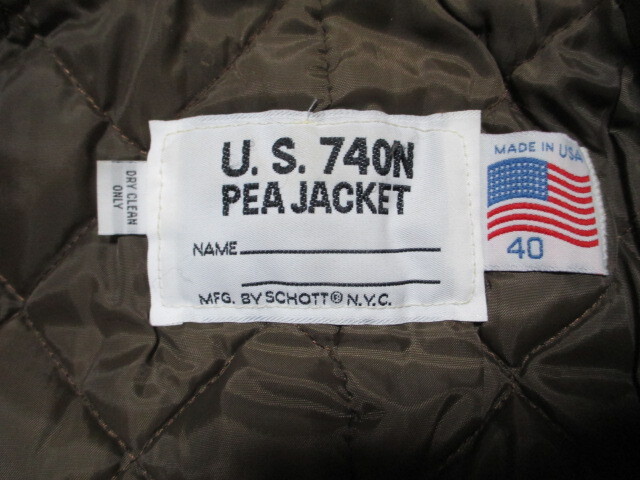 U. S. 740N
PEA JACKET
NAME
MFG. BY SCHOTT® N.Y.C.
DRY CLEAN
ONLY
MADE IN USA
40